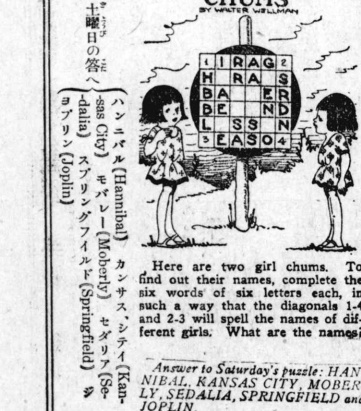 土曜日の答へ
ハンニバル(Hannibal) カンサス、シテイ(Kan-
sas City) モバレー(Moberly) セダリア(Se-
dalia) スプリングフイルド(Springfield) ジ
ヨプリン(Joplin)
CHUMS
BY WALTER WELLMAN
1 I R A G 2
H R A S
B A E R
B E N D
L S S N
3 E A S O 4
Here are two girl chums. To
find out their names, complete the
six words of six letters each, in
such a way that the diagonals 1-4
and 2-3 will spell the names of dif-
ferent girls. What are the names?
Answer to Saturday's puzzle: HAN
NIBAL, KANSAS CITY, MOBER
LY, SEDALIA, SPRINGFIELD and
JOPLIN